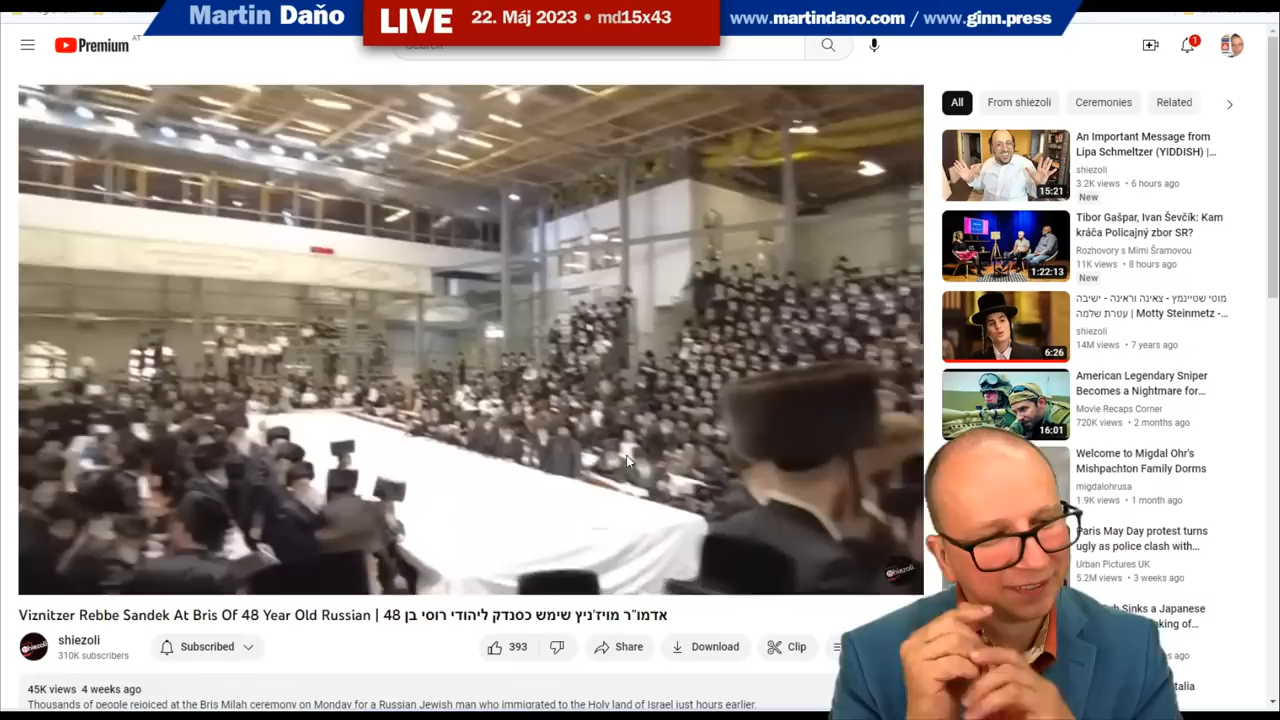 Martin Daňo
LIVE
22. Máj 2023 • md15x43
www.martindano.com / www.ginn.press
Premium
AT
Search
1
All
From shiezoli
Ceremonies
Related
An Important Message from
Lipa Schmeltzer (YIDDISH) |...
shiezoli
3.2K views • 6 hours ago
New
15:21
Tibor Gašpar, Ivan Ševčík: Kam
kráča Policajný zbor SR?
Rozhovory s Mimi Šramovou
11K views • 8 hours ago
New
1:22:13
מוטי שטיינמץ - צאינה וראינה - ישיבה
עטרת שלמה | Motty Steinmetz -...
shiezoli
14M views • 7 years ago
6:26
American Legendary Sniper
Becomes a Nightmare for...
Movie Recaps Corner
720K views • 2 months ago
16:01
Welcome to Migdal Ohr's
Mishpachton Family Dorms
migdalohrusa
1.9K views • 1 month ago
Paris May Day protest turns
ugly as police clash with...
Urban Pictures UK
5.2M views • 3 weeks ago
Sinks a Japanese
shiezoli
Viznitzer Rebbe Sandek At Bris Of 48 Year Old Russian | אדמו"ר מויז'ניץ שימש כסנדק ליהודי רוסי בן 48
shiezoli
310K subscribers
Subscribed
393
Share
Download
Clip
45K views 4 weeks ago
Thousands of people rejoiced at the Bris Milah ceremony on Monday for a Russian Jewish man who immigrated to the Holy land of Israel just hours earlier.